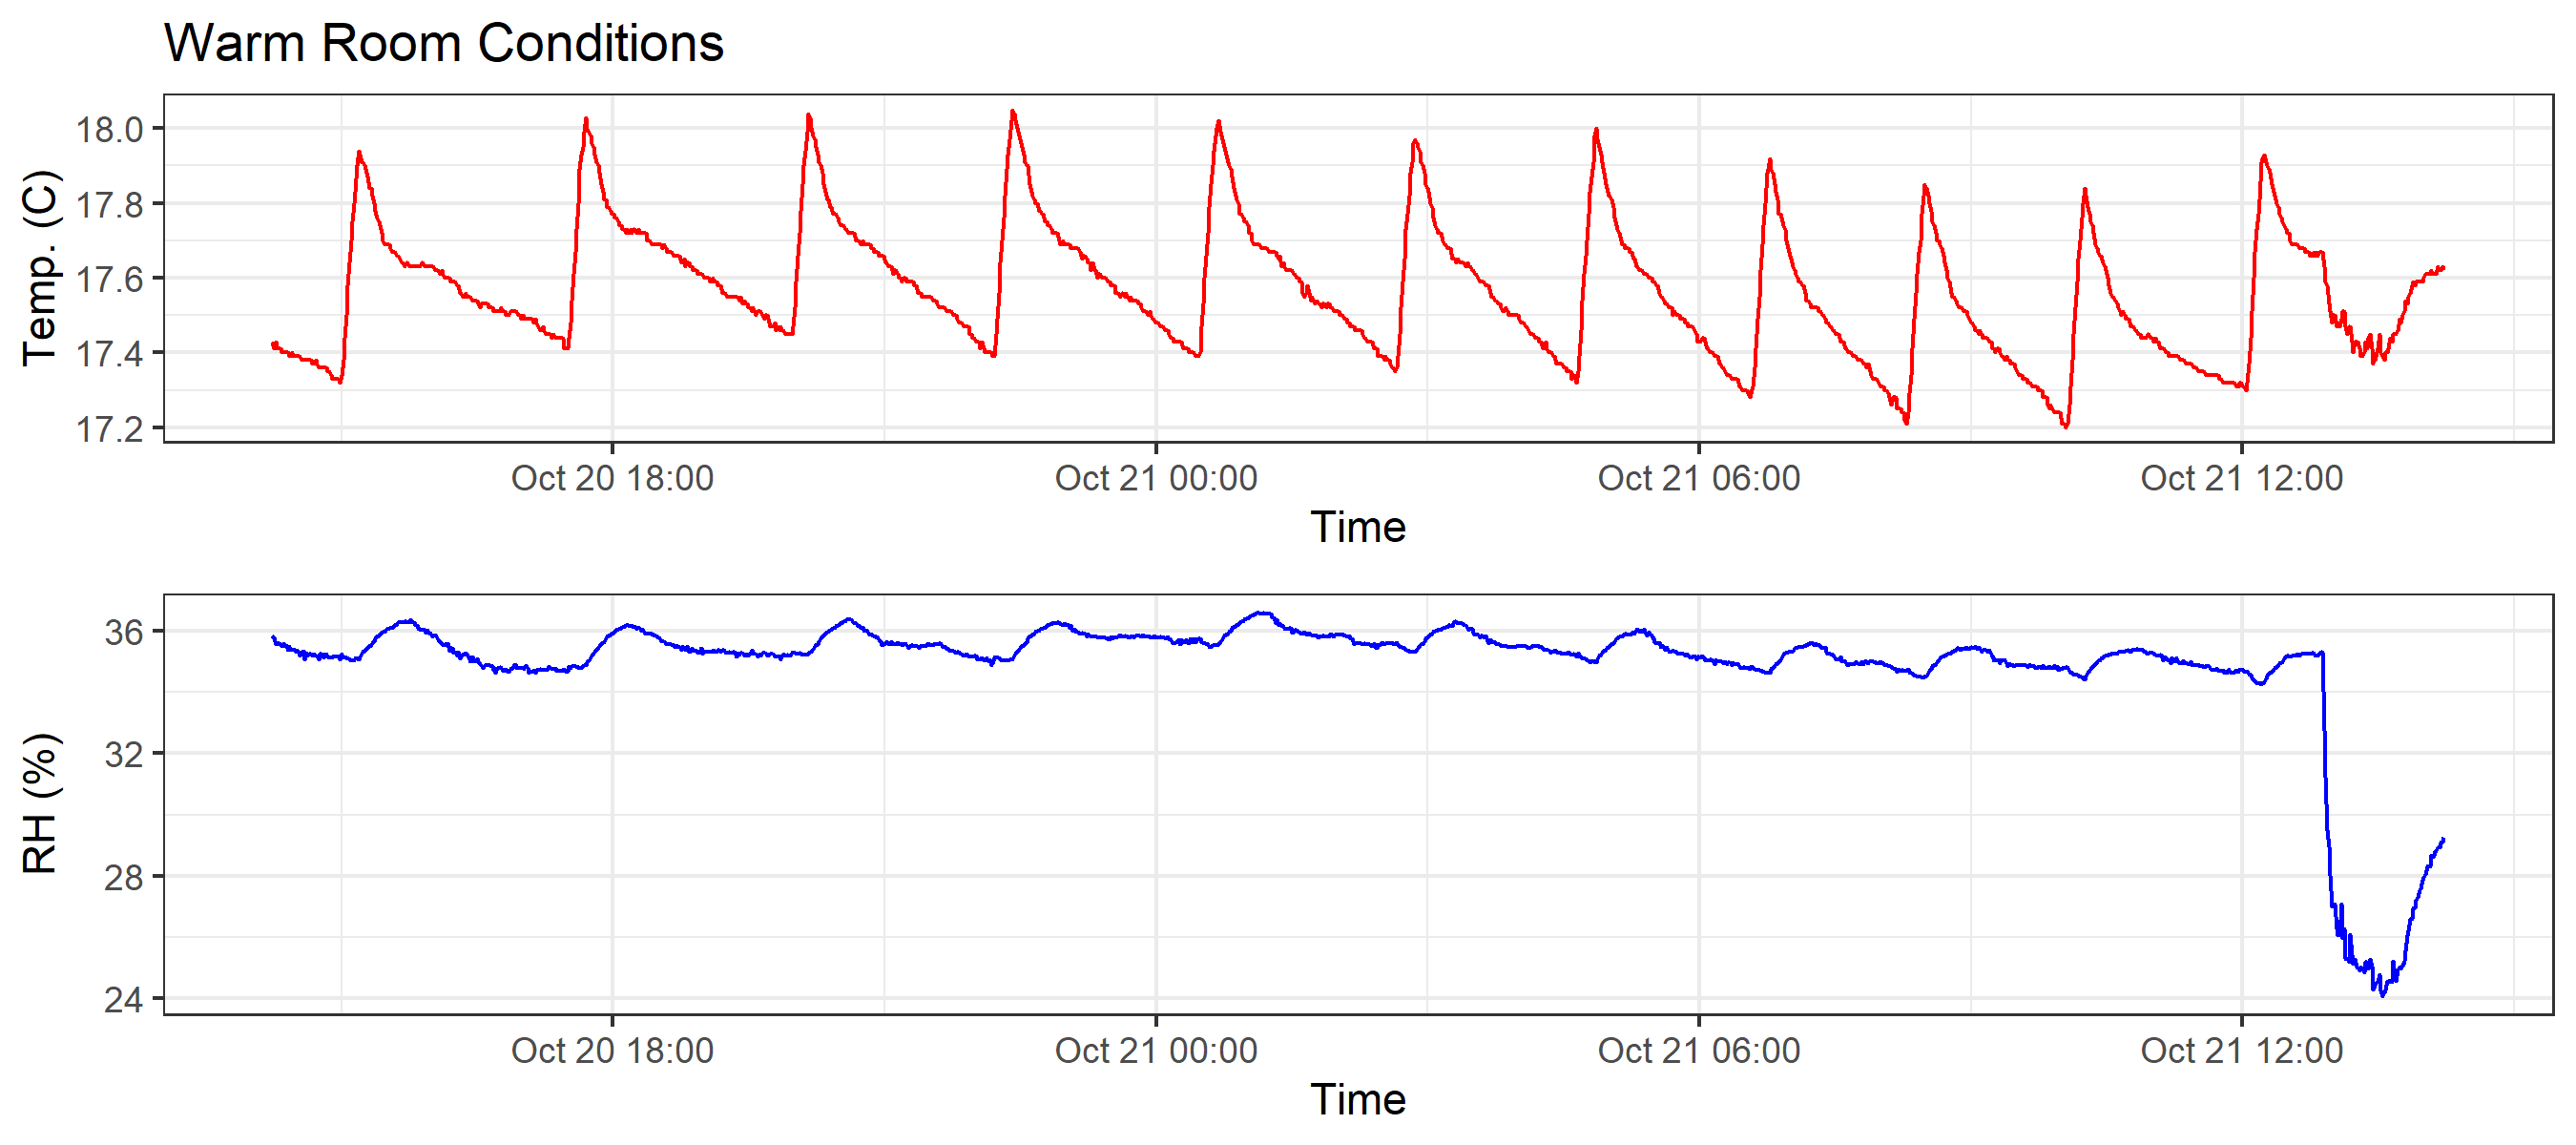 Warm Room Conditions
Temp. (C)
18.0
17.8
17.6
17.4
17.2
Oct 20 18:00 Oct 21 00:00 Oct 21 06:00 Oct 21 12:00
Time
RH (%)
36
32
28
24
Oct 20 18:00 Oct 21 00:00 Oct 21 06:00 Oct 21 12:00
Time